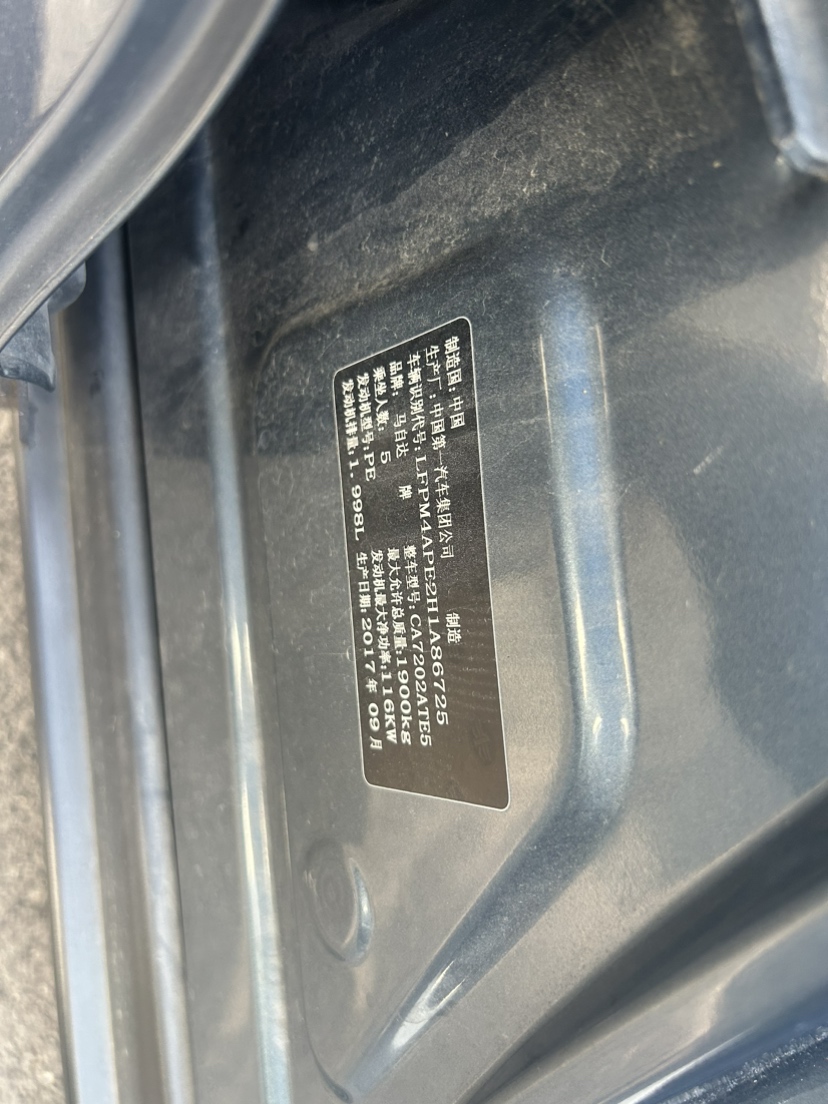 制造国:中国
生产厂:中国第一汽车集团公司 制造
车辆识别代号:LFPM4APE2H1A86725
品牌: 马自达 牌 整车型号:CA7202ATE5
乘坐人数: 5 最大允许总质量:1900kg
发动机型号:PE 发动机最大净功率:116KW
发动机排量:1.998L 生产日期:2017年 09月